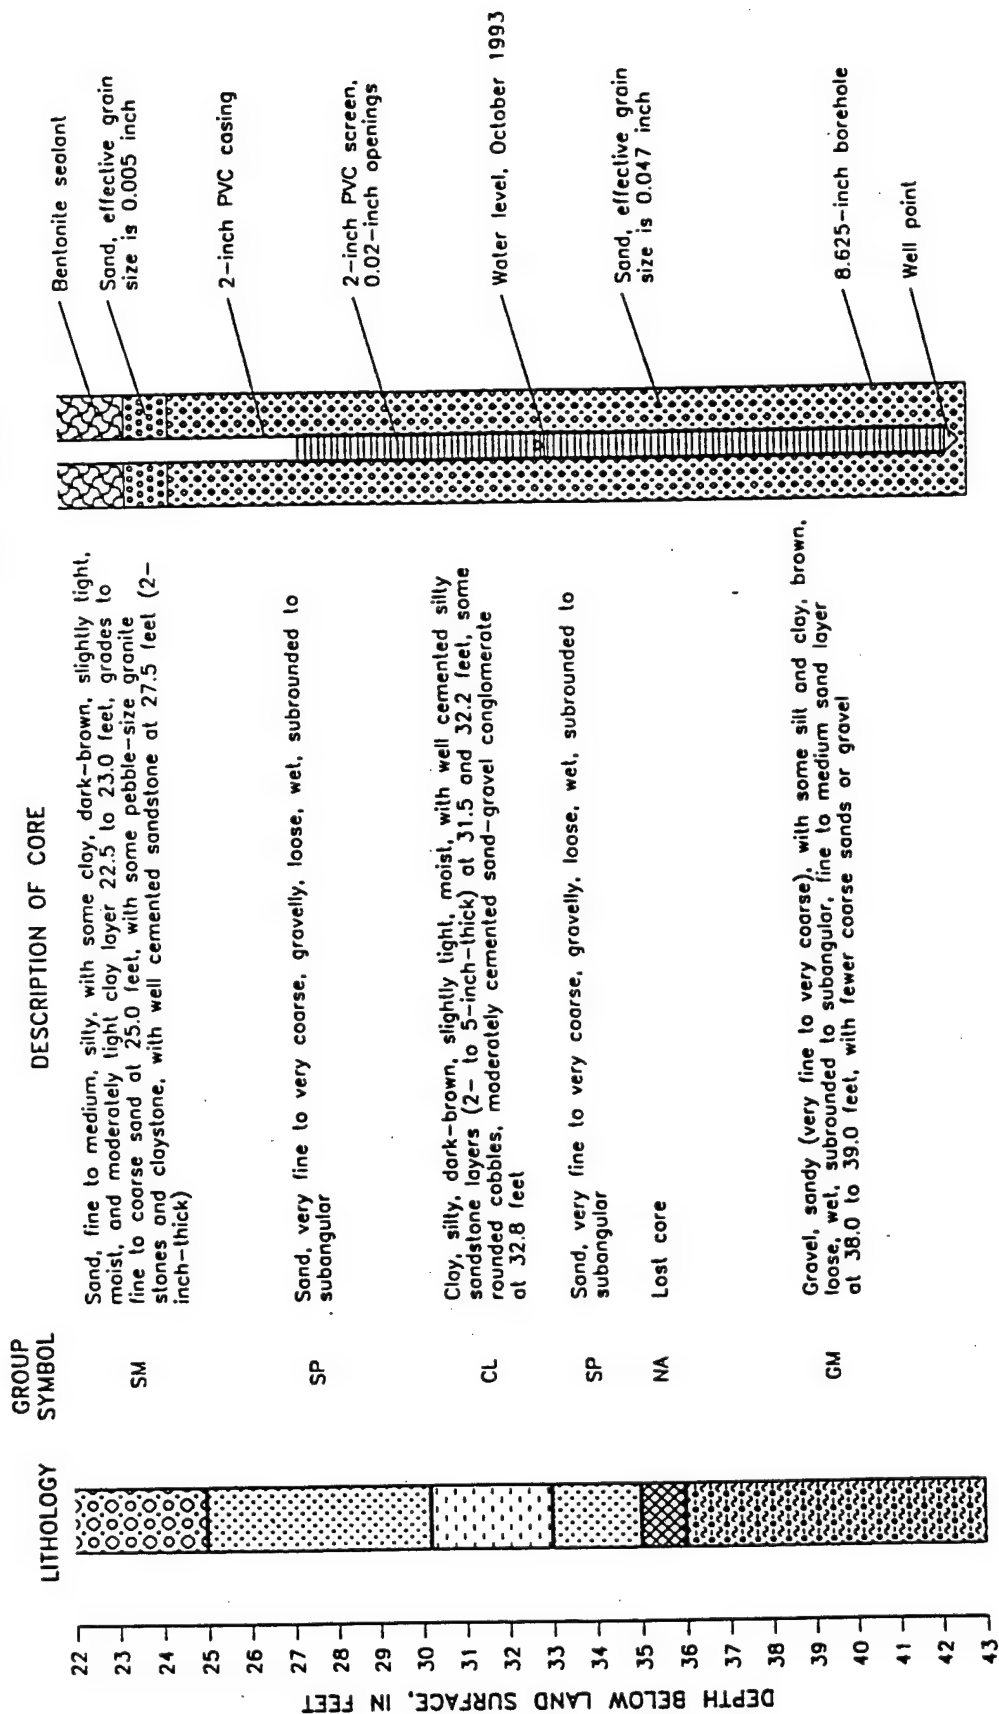 DEPTH BELOW LAND SURFACE, IN FEET
22
23
24
25
26
27
28
29
30
31
32
33
34
35
36
37
38
39
40
41
42
43
LITHOLOGY
GROUP
SYMBOL
SM
SP
CL
SP
NA
GM
DESCRIPTION OF CORE
Sand, fine to medium, silty, with some clay, dark-brown, slightly tight,
moist, and moderately tight clay layer 22.5 to 23.0 feet, grades to
fine to coarse sand at 25.0 feet, with some pebble-size granite
stones and claystone, with well cemented sandstone at 27.5 feet (2-
inch-thick)
Sand, very fine to very coarse, gravelly, loose, wet, subrounded to
subangular
Clay, silty, dark-brown, slightly tight, moist, with well cemented silty
sandstone layers (2- to 5-inch-thick) at 31.5 and 32.2 feet, some
rounded cobbles, moderately cemented sand-gravel conglomerate
at 32.8 feet
Sand, very fine to very coarse, gravelly, loose, wet, subrounded to
subangular
Lost core
Gravel, sandy (very fine to very coarse), with some silt and clay, brown,
loose, wet, subrounded to subangular, fine to medium sand layer
at 38.0 to 39.0 feet, with fewer coarse sands or gravel
Bentonite sealant
Sand, effective grain
size is 0.005 inch
2-inch PVC casing
2-inch PVC screen,
0.02-inch openings
Water level, October 1993
Sand, effective grain
size is 0.047 inch
8.625-inch borehole
Well point